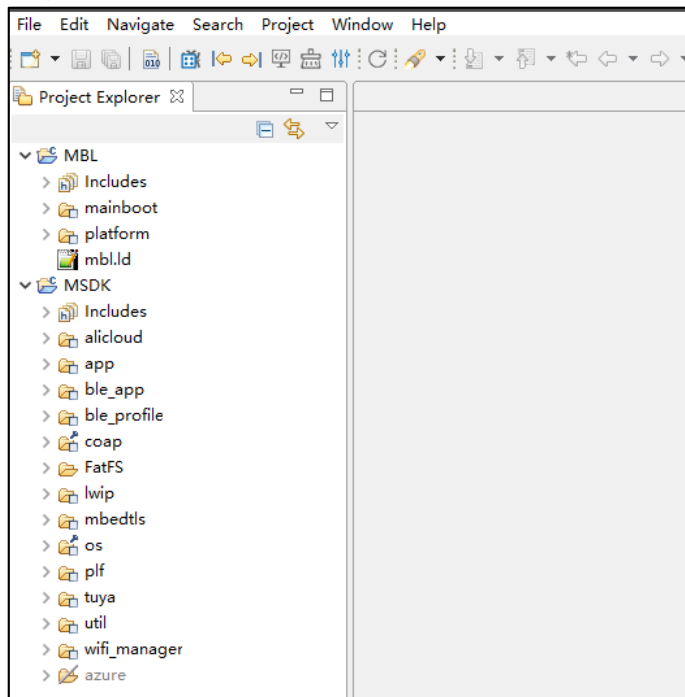 File Edit Navigate Search Project Window Help
010
Project Explorer
MBL
Includes
mainboot
platform
mbl.ld
MSDK
Includes
alicloud
app
ble_app
ble_profile
coap
FatFS
lwip
mbedtls
os
plf
tuya
util
wifi_manager
azure